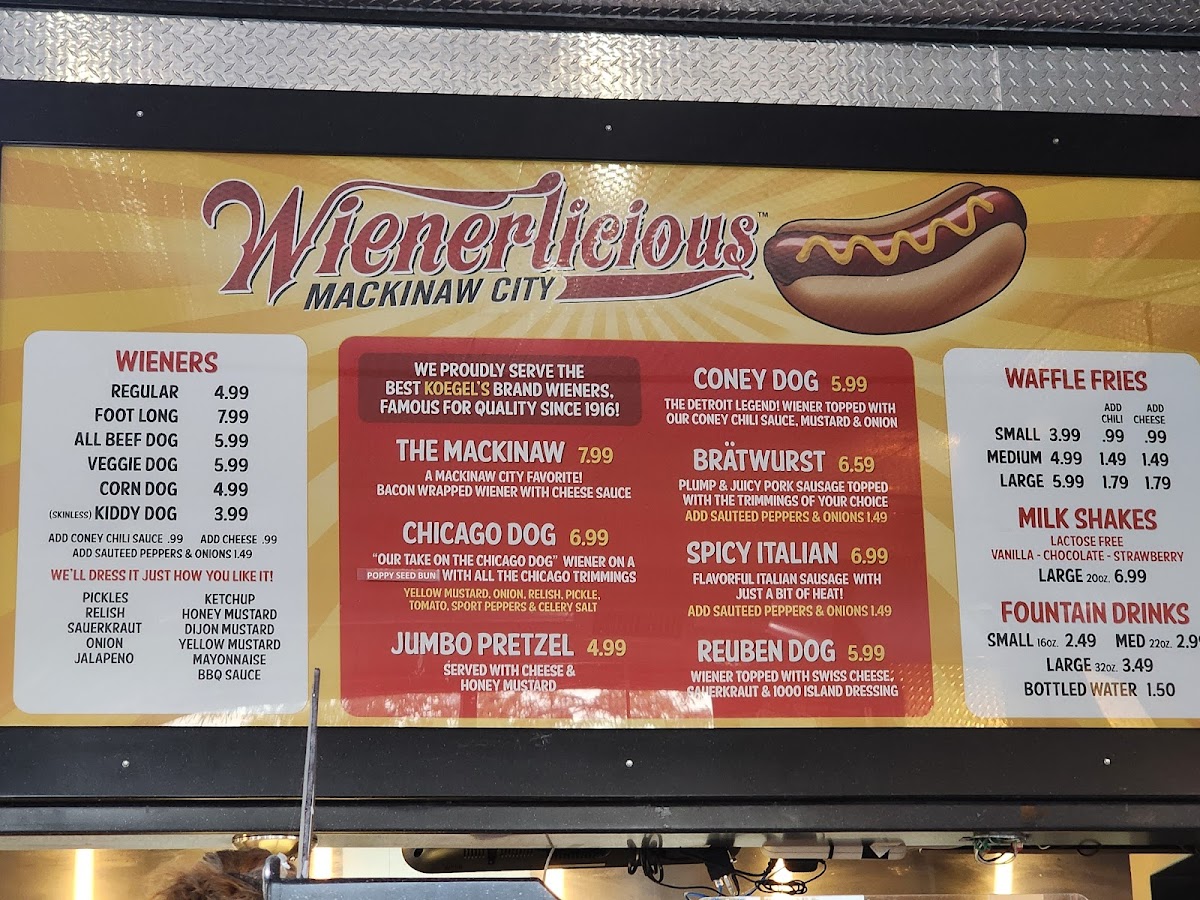 Wienerlicious™
MACKINAW CITY
WIENERS
REGULAR 4.99
FOOT LONG 7.99
ALL BEEF DOG 5.99
VEGGIE DOG 5.99
CORN DOG 4.99
(SKINLESS) KIDDY DOG 3.99
ADD CONEY CHILI SAUCE .99 ADD CHEESE .99
ADD SAUTEED PEPPERS & ONIONS 1.49
WE'LL DRESS IT JUST HOW YOU LIKE IT!
PICKLES
RELISH
SAUERKRAUT
ONION
JALAPENO
KETCHUP
HONEY MUSTARD
DIJON MUSTARD
YELLOW MUSTARD
MAYONNAISE
BBQ SAUCE
WE PROUDLY SERVE THE
BEST KOEGEL'S BRAND WIENERS,
FAMOUS FOR QUALITY SINCE 1916!
THE MACKINAW 7.99
A MACKINAW CITY FAVORITE!
BACON WRAPPED WIENER WITH CHEESE SAUCE
CHICAGO DOG 6.99
"OUR TAKE ON THE CHICAGO DOG" WIENER ON A
POPPY SEED BUN WITH ALL THE CHICAGO TRIMMINGS
YELLOW MUSTARD, ONION, RELISH, PICKLE,
TOMATO, SPORT PEPPERS & CELERY SALT
JUMBO PRETZEL 4.99
SERVED WITH CHEESE &
HONEY MUSTARD
CONEY DOG 5.99
THE DETROIT LEGEND! WIENER TOPPED WITH
OUR CONEY CHILI SAUCE, MUSTARD & ONION
BRÄTWURST 6.59
PLUMP & JUICY PORK SAUSAGE TOPPED
WITH THE TRIMMINGS OF YOUR CHOICE
ADD SAUTEED PEPPERS & ONIONS 1.49
SPICY ITALIAN 6.99
FLAVORFUL ITALIAN SAUSAGE WITH
JUST A BIT OF HEAT!
ADD SAUTEED PEPPERS & ONIONS 1.49
REUBEN DOG 5.99
WIENER TOPPED WITH SWISS CHEESE,
SAUERKRAUT & 1000 ISLAND DRESSING
WAFFLE FRIES
ADD ADD
CHILI CHEESE
SMALL 3.99 .99 .99
MEDIUM 4.99 1.49 1.49
LARGE 5.99 1.79 1.79
MILK SHAKES
LACTOSE FREE
VANILLA - CHOCOLATE - STRAWBERRY
LARGE 20oz. 6.99
FOUNTAIN DRINKS
SMALL 16oz. 2.49 MED 22oz.
LARGE 32oz. 3.49
BOTTLED WATER 1.50